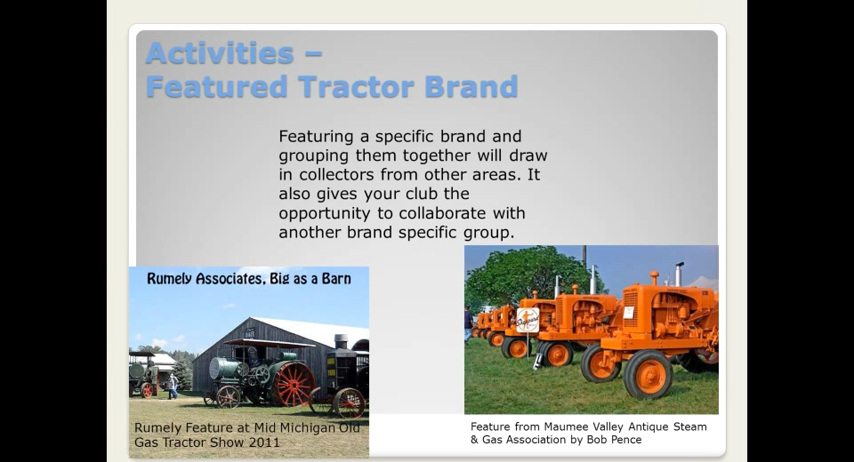 Activities –
Featured Tractor Brand
Featuring a specific brand and
grouping them together will draw
in collectors from other areas. It
also gives your club the
opportunity to collaborate with
another brand specific group.
Rumely Associates, Big as a Barn
Rumely Feature at Mid Michigan Old
Gas Tractor Show 2011
Feature from Maumee Valley Antique Steam
& Gas Association by Bob Pence